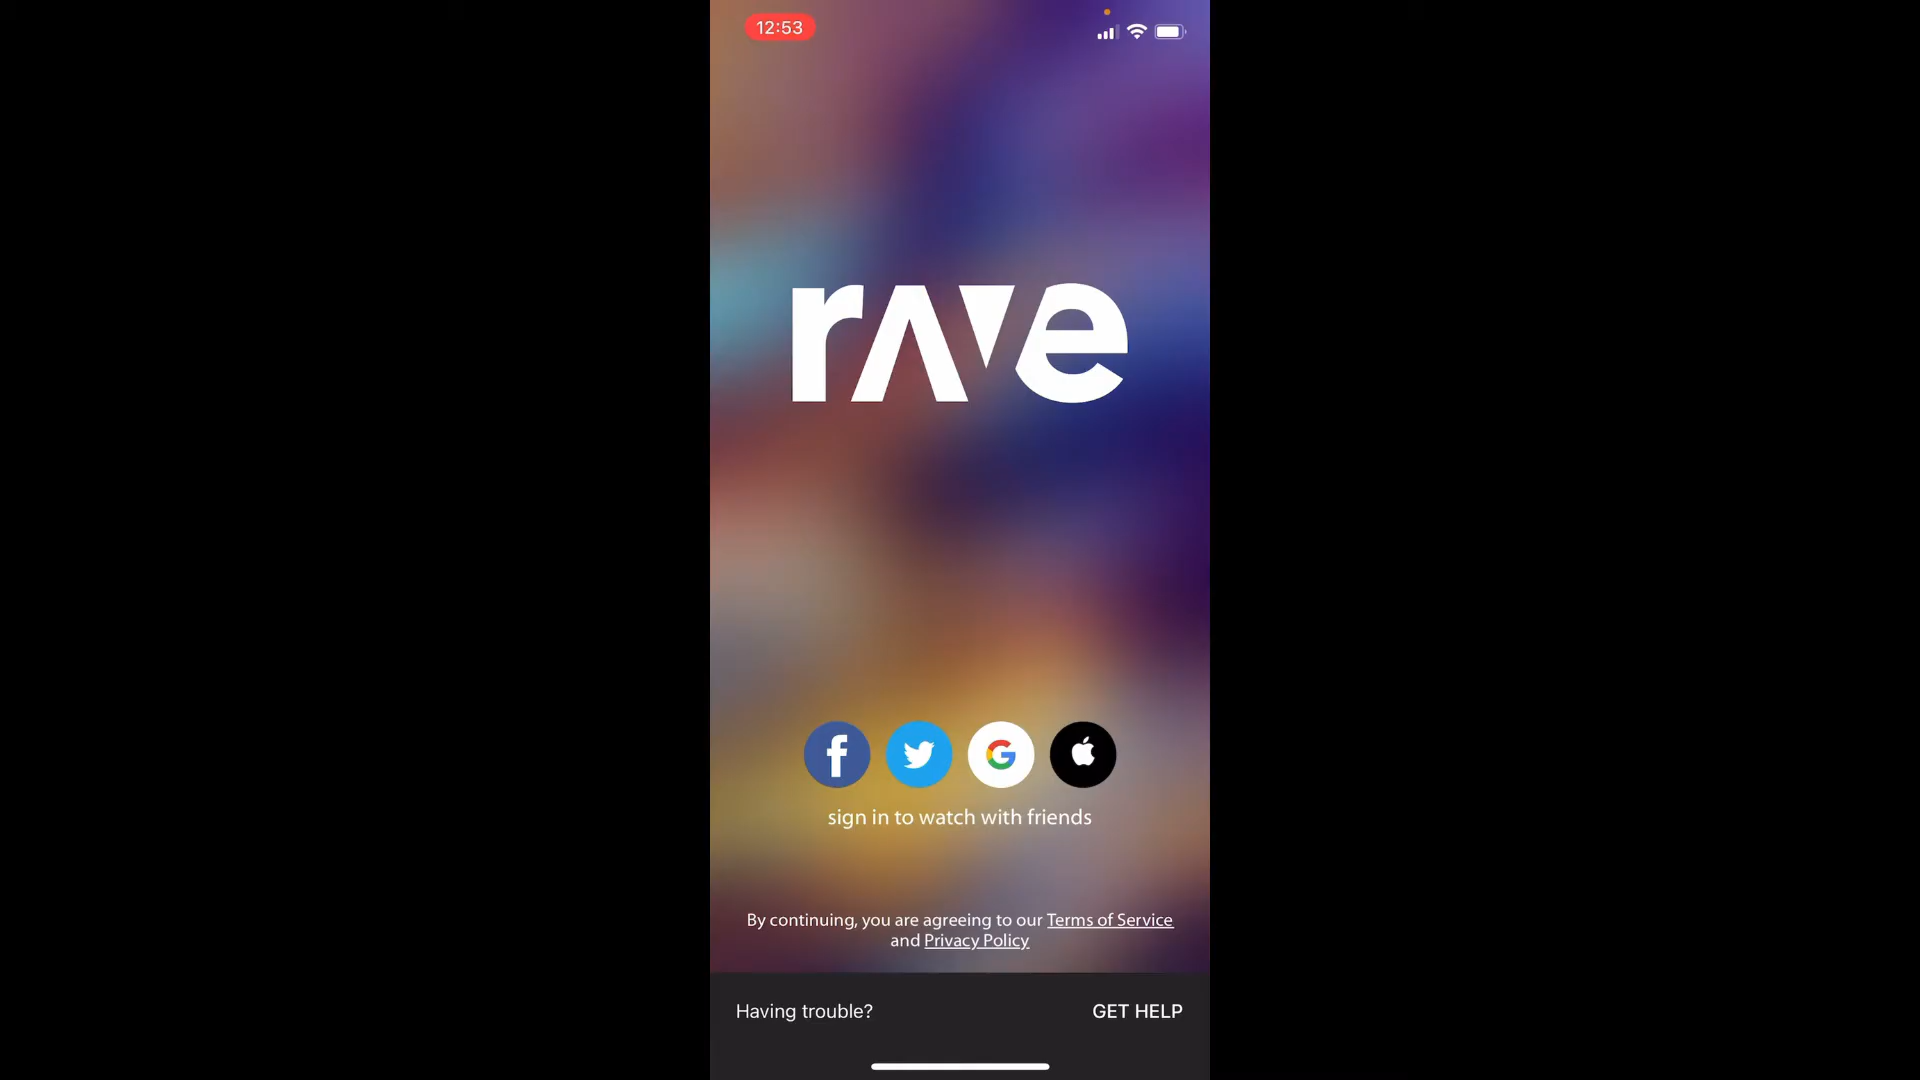 12:53
rave
sign in to watch with friends
By continuing, you are agreeing to our Terms of Service
and Privacy Policy
Having trouble?
GET HELP